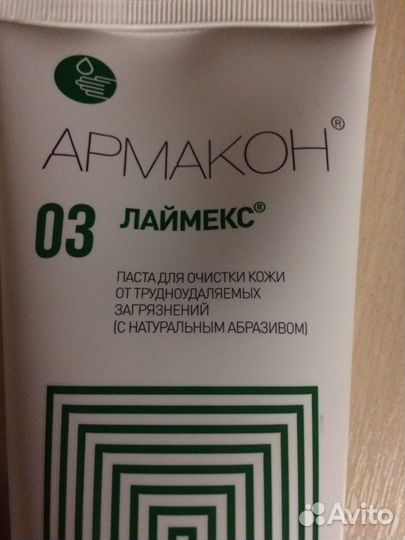 АРМАКОН®
03 ЛАЙМЕКС®
ПАСТА ДЛЯ ОЧИСТКИ КОЖИ
ОТ ТРУДНОУДАЛЯЕМЫХ
ЗАГРЯЗНЕНИЙ
(С НАТУРАЛЬНЫМ АБРАЗИВОМ)
Avito